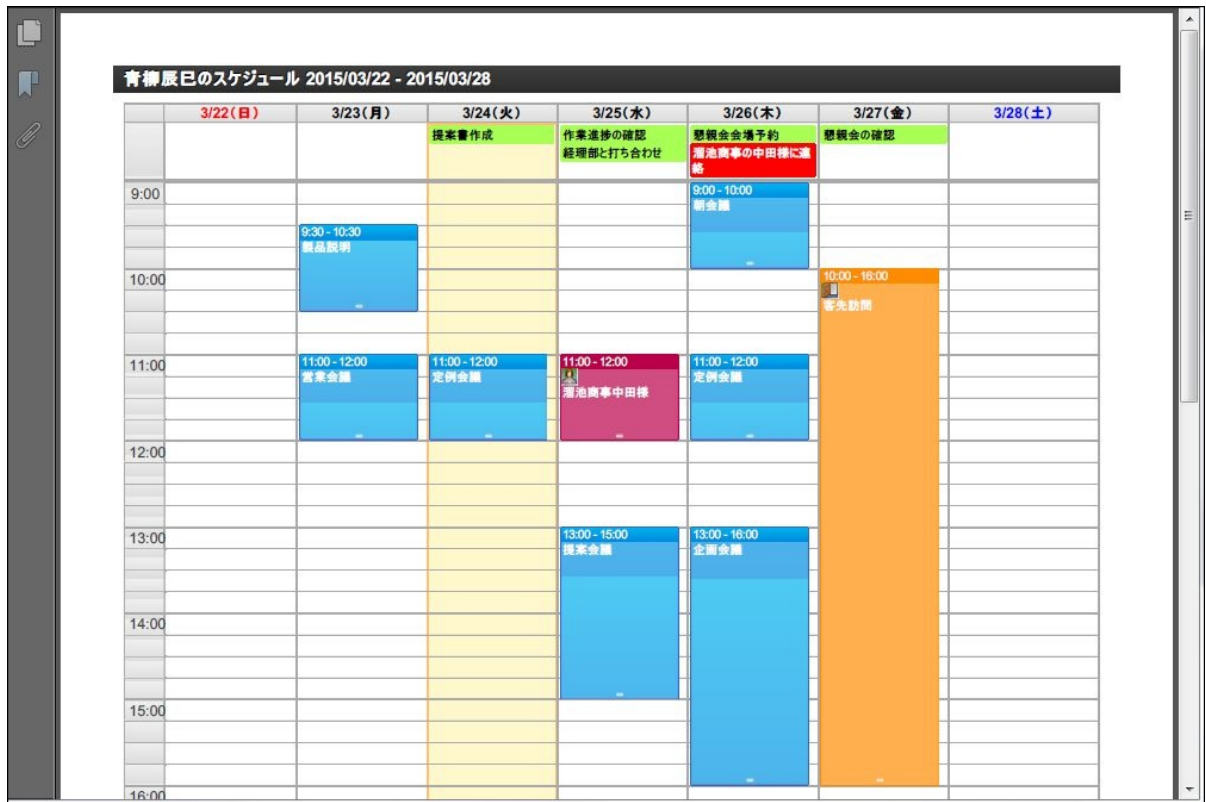 青柳辰巳のスケジュール 2015/03/22 - 2015/03/28
3/22(日)
3/23(月)
3/24(火)
3/25(水)
3/26(木)
3/27(金)
3/28(土)
提案書作成
作業進捗の確認
経理部と打ち合わせ
懇親会会場予約
溜池商事の中田様に連
絡
懇親会の確認
9:00
9:00 - 10:00
朝会議
9:30 - 10:30
製品説明
10:00
10:00 - 16:00
客先訪問
11:00
11:00 - 12:00
営業会議
11:00 - 12:00
定例会議
11:00 - 12:00
溜池商事中田様
11:00 - 12:00
定例会議
12:00
13:00
13:00 - 15:00
提案会議
13:00 - 16:00
企画会議
14:00
15:00
16:00